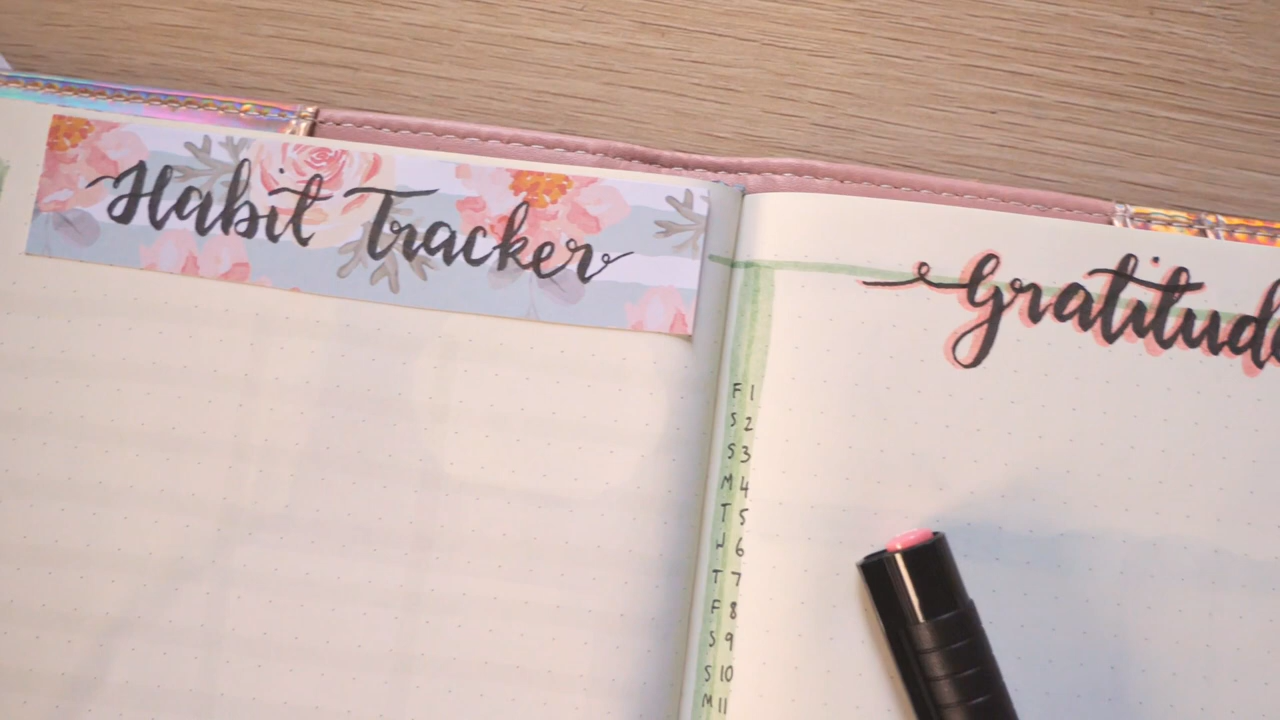 Habit Tracker
Gratitude
F 1
S 2
S 3
M 4
T 5
W 6
T 7
F 8
S 9
S 10
M 11